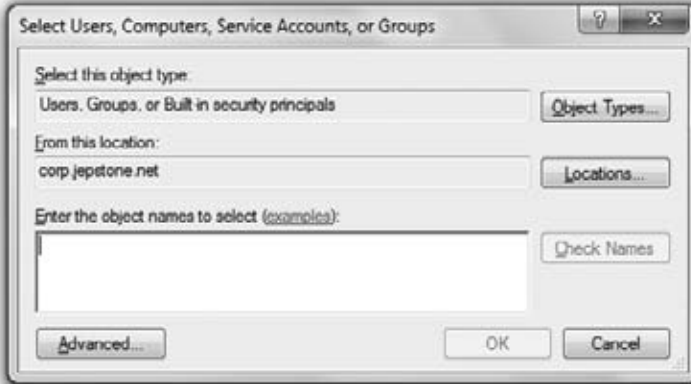 Select Users, Computers, Service Accounts, or Groups
Select this object type:
Users, Groups, or Built-in security principals
Object Types...
From this location:
corp.jepstone.net
Locations...
Enter the object names to select (examples):
Check Names
Advanced...
OK
Cancel